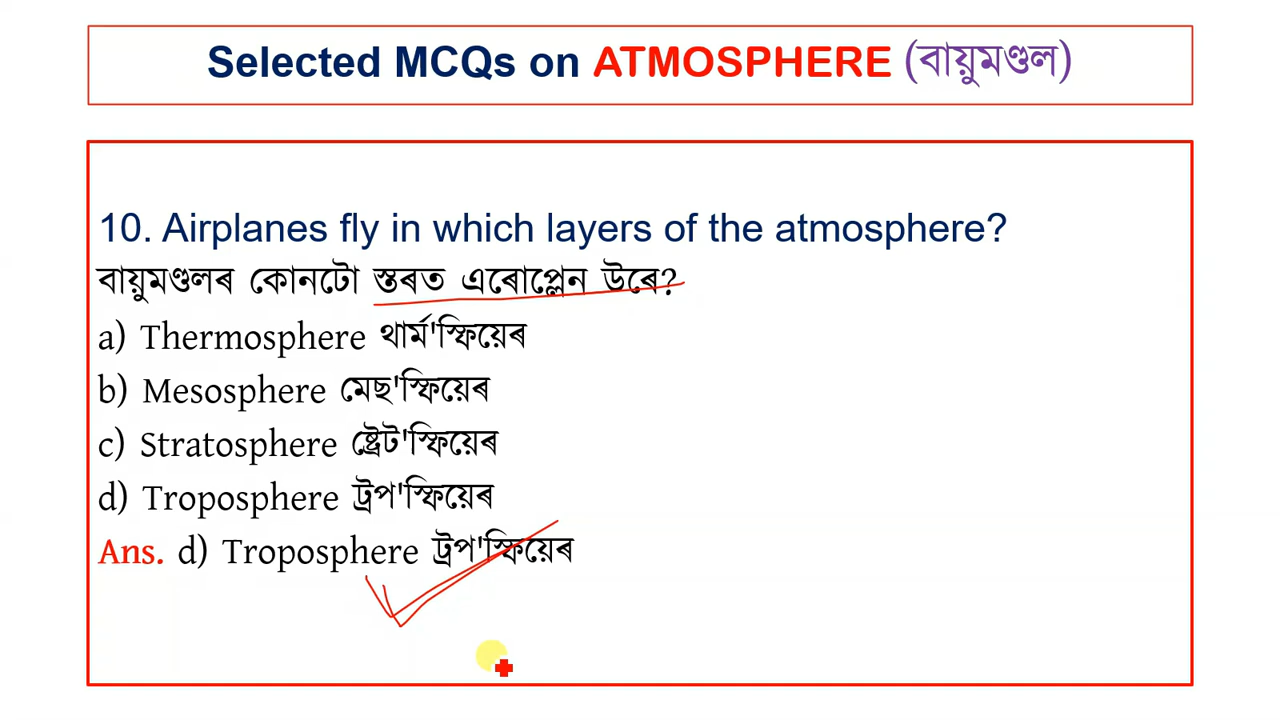 Selected MCQs on ATMOSPHERE (বায়ুমণ্ডল)
10. Airplanes fly in which layers of the atmosphere?
বায়ুমণ্ডলৰ কোনটো স্তৰত এৰোপ্লেন উৰে?
a) Thermosphere থাৰ্ম'স্ফিয়েৰ
b) Mesosphere মেছ'স্ফিয়েৰ
c) Stratosphere ষ্ট্ৰেট'স্ফিয়েৰ
d) Troposphere ট্ৰপ'স্ফিয়েৰ
Ans. d) Troposphere ট্ৰপ'স্ফিয়েৰ